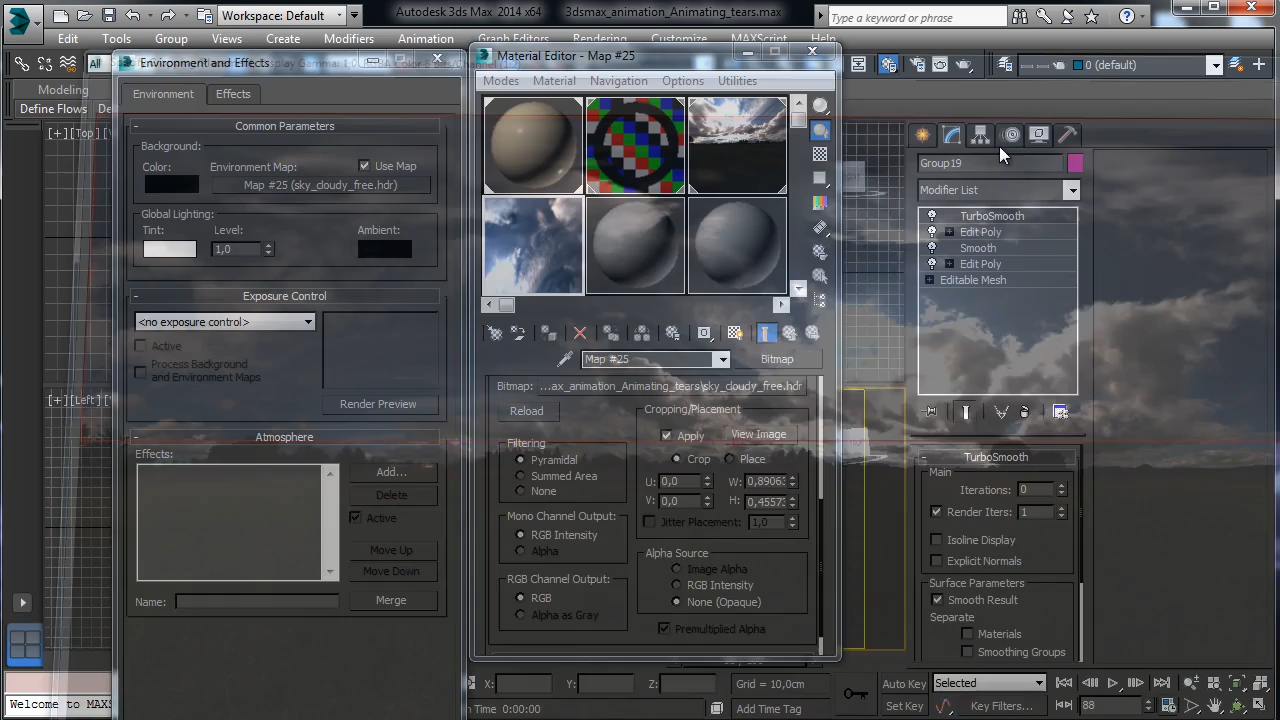 Workspace: Default
Autodesk 3ds Max 2014 x64
3dsmax_animation_Animating_tears.max
Type a keyword or phrase
Edit
Tools
Group
Views
Create
Modifiers
Animation
Graph Editors
MAXScript
Help
All
0 (default)
Modeling
Define Flows
[+][Top]
[+][Left]
Environment and Effects
Environment
Effects
Common Parameters
Background:
Color:
Environment Map:
Use Map
Map #25 (sky_cloudy_free.hdr)
Global Lighting:
Tint:
Level:
Ambient:
1,0
Exposure Control
<no exposure control>
Active
Process Background
and Environment Maps
Render Preview
Atmosphere
Effects:
Add...
Delete
Active
Move Up
Move Down
Name:
Merge
Material Editor - Map #25
Modes
Material
Navigation
Options
Utilities
Map #25
Bitmap
Bitmap:
...ax_animation_Animating_tears\sky_cloudy_free.hdr
Reload
Cropping/Placement
Apply
View Image
Filtering
Pyramidal
Summed Area
None
Crop
Place
U: 0,0
W: 0,89063
V: 0,0
H: 0,45573
Jitter Placement: 1,0
Mono Channel Output:
RGB Intensity
Alpha
Alpha Source
Image Alpha
RGB Intensity
None (Opaque)
RGB Channel Output:
RGB
Alpha as Gray
Premultiplied Alpha
Group19
Modifier List
TurboSmooth
Edit Poly
Smooth
Edit Poly
Editable Mesh
TurboSmooth
Main
Iterations: 0
Render Iters: 1
Isoline Display
Explicit Normals
Surface Parameters
Smooth Result
Separate
Materials
Smoothing Groups
Welcome to MAXS
X:
Y:
Z:
Grid = 10,0cm
Time 0:00:00
Add Time Tag
Auto Key
Selected
Set Key
Key Filters...
88